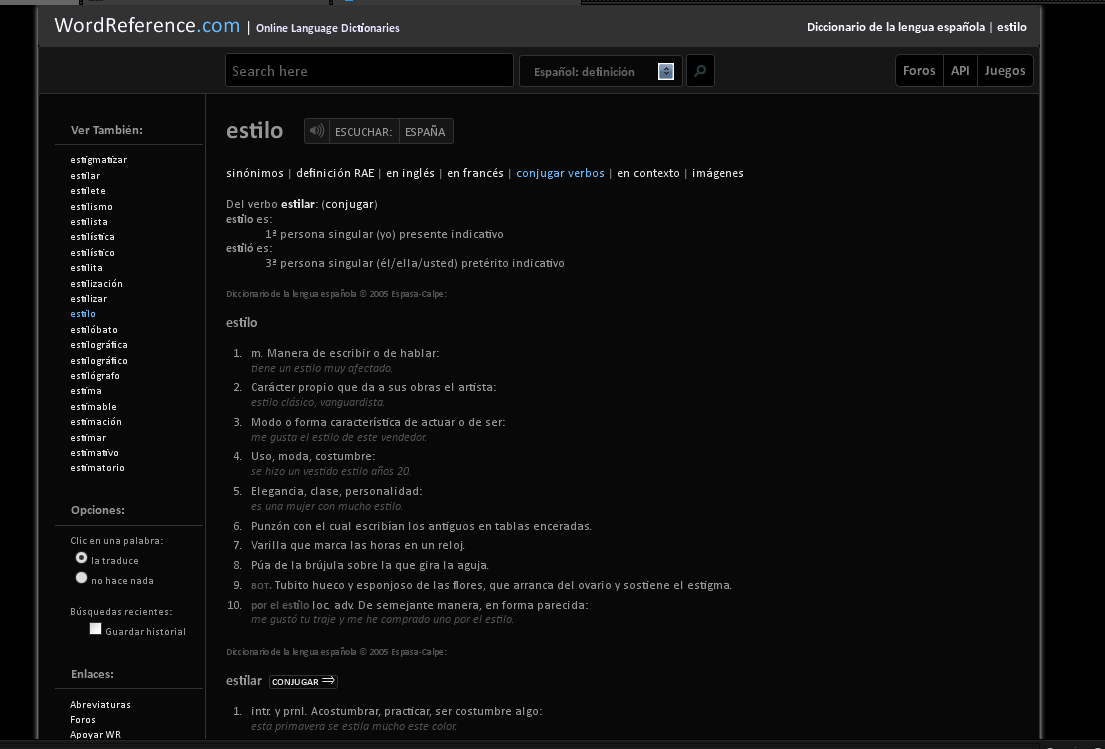 WordReference.com | Online Language Dictionaries
Diccionario de la lengua española | estilo
Search here
Español: definición
Foros
API
Juegos
Ver También:
estigmatizar
estilar
estilete
estilismo
estilista
estilística
estilístico
estilita
estilización
estilizar
estilo
estilóbato
estilográfica
estilográfico
estilógrafo
estima
estimable
estimación
estimar
estimativo
estimatorio
Opciones:
Clic en una palabra:
la traduce
no hace nada
Búsquedas recientes:
Guardar historial
Enlaces:
Abreviaturas
Foros
Apoyar WR
estilo
ESCUCHAR:
ESPAÑA
sinónimos | definición RAE | en inglés | en francés | conjugar verbos | en contexto | imágenes
Del verbo estilar: (conjugar)
estilo es:
1ª persona singular (yo) presente indicativo
estiló es:
3ª persona singular (él/ella/usted) pretérito indicativo
Diccionario de la lengua española © 2005 Espasa-Calpe:
estilo
1. m. Manera de escribir o de hablar:
tiene un estilo muy afectado.
2. Carácter propio que da a sus obras el artista:
estilo clásico, vanguardista.
3. Modo o forma característica de actuar o de ser:
me gusta el estilo de este vendedor.
4. Uso, moda, costumbre:
se hizo un vestido estilo años 20.
5. Elegancia, clase, personalidad:
es una mujer con mucho estilo.
6. Punzón con el cual escribían los antiguos en tablas enceradas.
7. Varilla que marca las horas en un reloj.
8. Púa de la brújula sobre la que gira la aguja.
9. BOT. Tubito hueco y esponjoso de las flores, que arranca del ovario y sostiene el estigma.
10. por el estilo loc. adv. De semejante manera, en forma parecida:
me gustó tu traje y me he comprado uno por el estilo.
Diccionario de la lengua española © 2005 Espasa-Calpe:
estilar CONJUGAR ⇒
1. intr. y prnl. Acostumbrar, practicar, ser costumbre algo:
esta primavera se estila mucho este color.